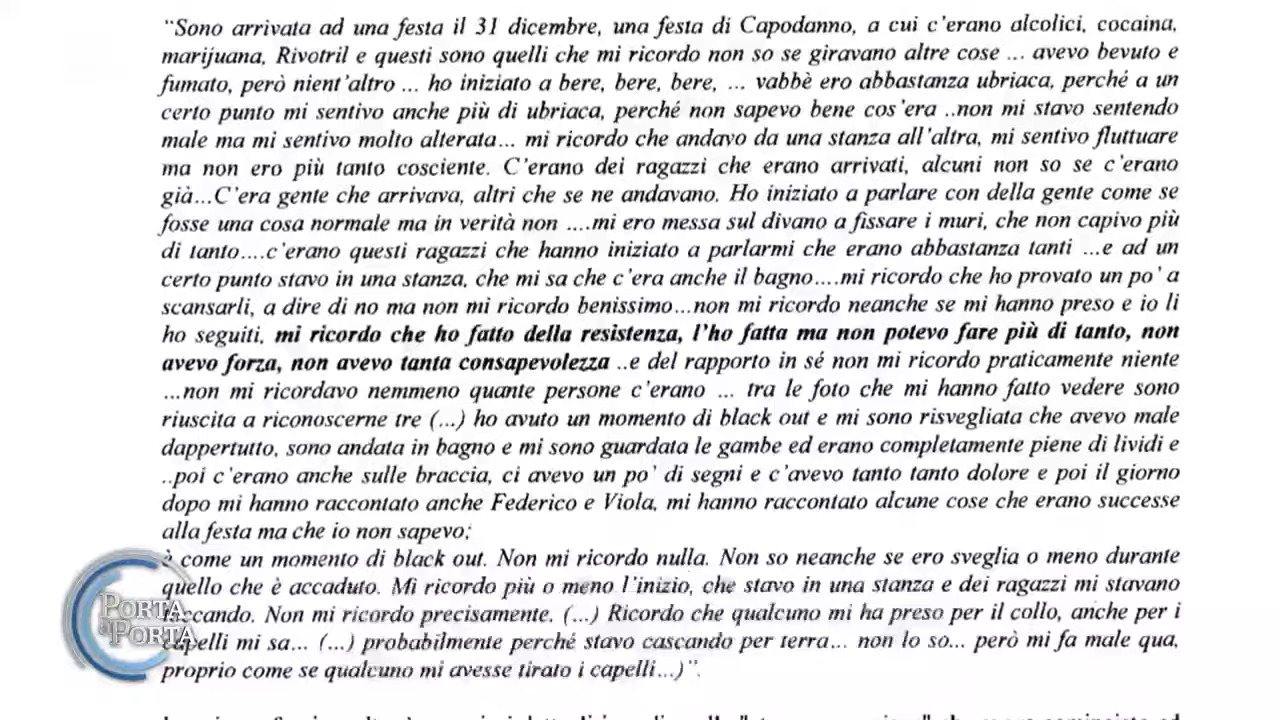 "Sono arrivata ad una festa il 31 dicembre, una festa di Capodanno, a cui c'erano alcolici, cocaina,
marijuana, Rivotril e questi sono quelli che mi ricordo non so se giravano altre cose ... avevo bevuto e
fumato, però nient'altro ... ho iniziato a bere, bere, bere, ... vabbè ero abbastanza ubriaca, perché a un
certo punto mi sentivo anche più di ubriaca, perché non sapevo bene cos'era ..non mi stavo sentendo
male ma mi sentivo molto alterata... mi ricordo che andavo da una stanza all'altra, mi sentivo fluttuare
ma non ero più tanto cosciente. C'erano dei ragazzi che erano arrivati, alcuni non so se c'erano
già...C'era gente che arrivava, altri che se ne andavano. Ho iniziato a parlare con della gente come se
fosse una cosa normale ma in verità non ....mi ero messa sul divano a fissare i muri, che non capivo più
di tanto....c'erano questi ragazzi che hanno iniziato a parlarmi che erano abbastanza tanti ...e ad un
certo punto stavo in una stanza, che mi sa che c'era anche il bagno....mi ricordo che ho provato un po' a
scansarli, a dire di no ma non mi ricordo benissimo...non mi ricordo neanche se mi hanno preso e io li
ho seguiti, mi ricordo che ho fatto della resistenza, l'ho fatta ma non potevo fare più di tanto, non
avevo forza, non avevo tanta consapevolezza ..e del rapporto in sé non mi ricordo praticamente niente
...non mi ricordavo nemmeno quante persone c'erano ... tra le foto che mi hanno fatto vedere sono
riuscita a riconoscerne tre (...) ho avuto un momento di black out e mi sono risvegliata che avevo male
dappertutto, sono andata in bagno e mi sono guardata le gambe ed erano completamente piene di lividi e
..poi c'erano anche sulle braccia, ci avevo un po' di segni e c'avevo tanto tanto dolore e poi il giorno
dopo mi hanno raccontato anche Federico e Viola, mi hanno raccontato alcune cose che erano successe
alla festa ma che io non sapevo;
è come un momento di black out. Non mi ricordo nulla. Non so neanche se ero sveglia o meno durante
quello che è accaduto. Mi ricordo più o meno l'inizio, che stavo in una stanza e dei ragazzi mi stavano
toccando. Non mi ricordo precisamente. (...) Ricordo che qualcuno mi ha preso per il collo, anche per i
capelli mi sa... (...) probabilmente perché stavo cascando per terra... non lo so... però mi fa male qua,
proprio come se qualcuno mi avesse tirato i capelli...)".
PORTA
a PORTA